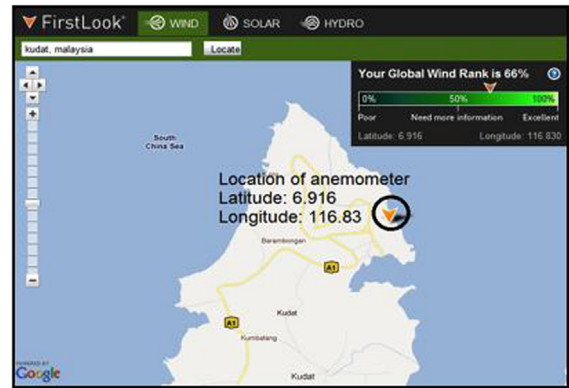 FirstLook WIND SOLAR HYDRO
kudat, malaysia Locate
Your Global Wind Rank is 66% ?
0% 50% 100%
Poor Need more information Excellent
Latitude: 6.916 Longitude: 116.830
South
China Sea
Location of anemometer
Latitude: 6.916
Longitude: 116.83
Barambongan
A1
Kudat
A1
Kumbatang
POWERED BY
Google
Kudat